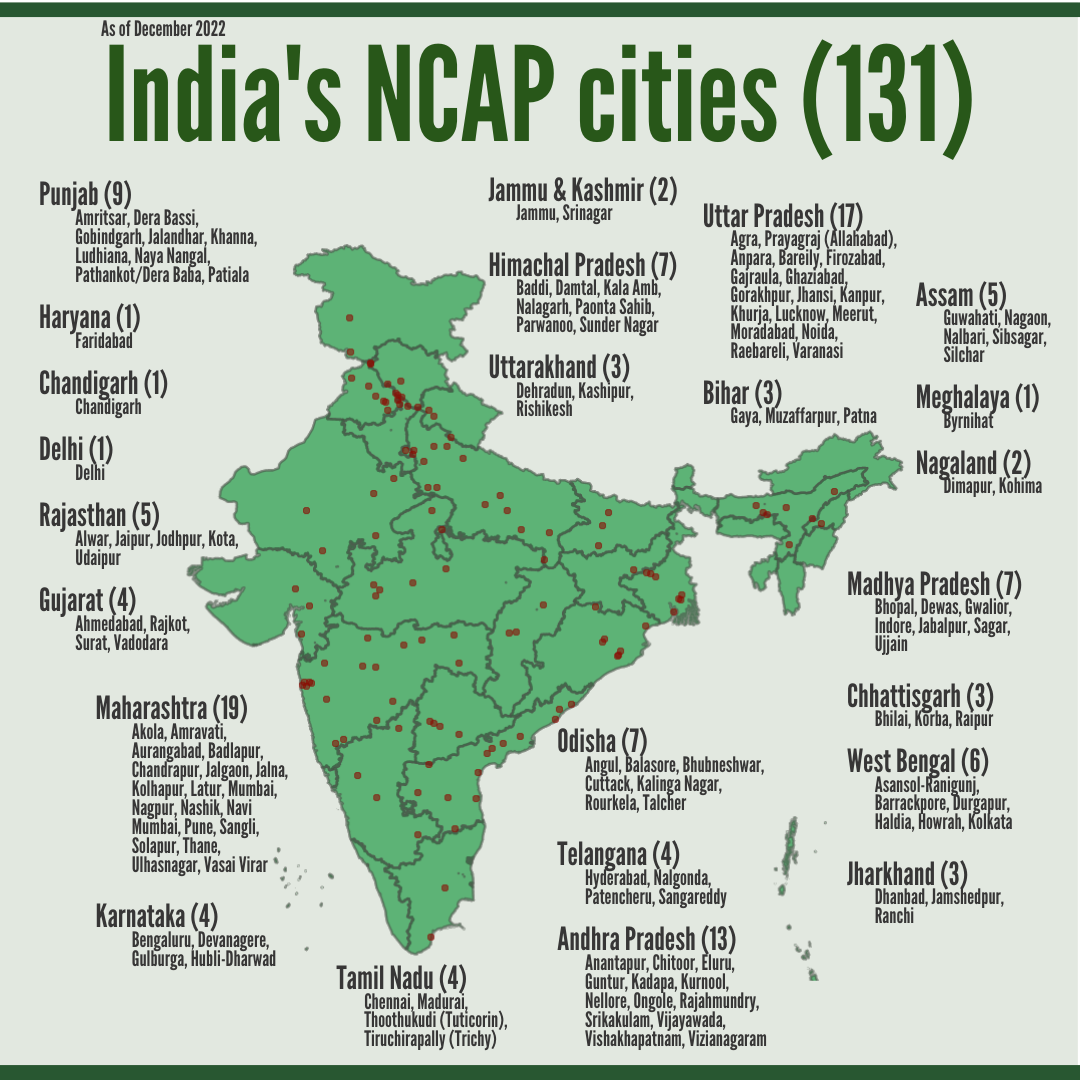 As of December 2022
India's NCAP cities (131)
Punjab (9)
Amritsar, Dera Bassi,
Gobindgarh, Jalandhar, Khanna,
Ludhiana, Naya Nangal,
Pathankot/Dera Baba, Patiala
Haryana (1)
Faridabad
Chandigarh (1)
Chandigarh
Delhi (1)
Delhi
Rajasthan (5)
Alwar, Jaipur, Jodhpur, Kota,
Udaipur
Gujarat (4)
Ahmedabad, Rajkot,
Surat, Vadodara
Maharashtra (19)
Akola, Amravati,
Aurangabad, Badlapur,
Chandrapur, Jalgaon, Jalna,
Kolhapur, Latur, Mumbai,
Nagpur, Nashik, Navi
Mumbai, Pune, Sangli,
Solapur, Thane,
Ulhasnagar, Vasai Virar
Karnataka (4)
Bengaluru, Devanagere,
Gulburga, Hubli-Dharwad
Jammu & Kashmir (2)
Jammu, Srinagar
Himachal Pradesh (7)
Baddi, Damtal, Kala Amb,
Nalagarh, Paonta Sahib,
Parwanoo, Sunder Nagar
Uttarakhand (3)
Dehradun, Kashipur,
Rishikesh
Uttar Pradesh (17)
Agra, Prayagraj (Allahabad),
Anpara, Bareily, Firozabad,
Gajraula, Ghaziabad,
Gorakhpur, Jhansi, Kanpur,
Khurja, Lucknow, Meerut,
Moradabad, Noida,
Raebareli, Varanasi
Bihar (3)
Gaya, Muzaffarpur, Patna
Assam (5)
Guwahati, Nagaon,
Nalbari, Sibsagar,
Silchar
Meghalaya (1)
Byrnihat
Nagaland (2)
Dimapur, Kohima
Madhya Pradesh (7)
Bhopal, Dewas, Gwalior,
Indore, Jabalpur, Sagar,
Ujjain
Chhattisgarh (3)
Bhilai, Korba, Raipur
West Bengal (6)
Asansol-Ranigunj,
Barrackpore, Durgapur,
Haldia, Howrah, Kolkata
Jharkhand (3)
Dhanbad, Jamshedpur,
Ranchi
Odisha (7)
Angul, Balasore, Bhubneshwar,
Cuttack, Kalinga Nagar,
Rourkela, Talcher
Telangana (4)
Hyderabad, Nalgonda,
Patencheru, Sangareddy
Andhra Pradesh (13)
Anantapur, Chitoor, Eluru,
Guntur, Kadapa, Kurnool,
Nellore, Ongole, Rajahmundry,
Srikakulam, Vijayawada,
Vishakhapatnam, Vizianagaram
Tamil Nadu (4)
Chennai, Madurai,
Thoothukudi (Tuticorin),
Tiruchirapally (Trichy)